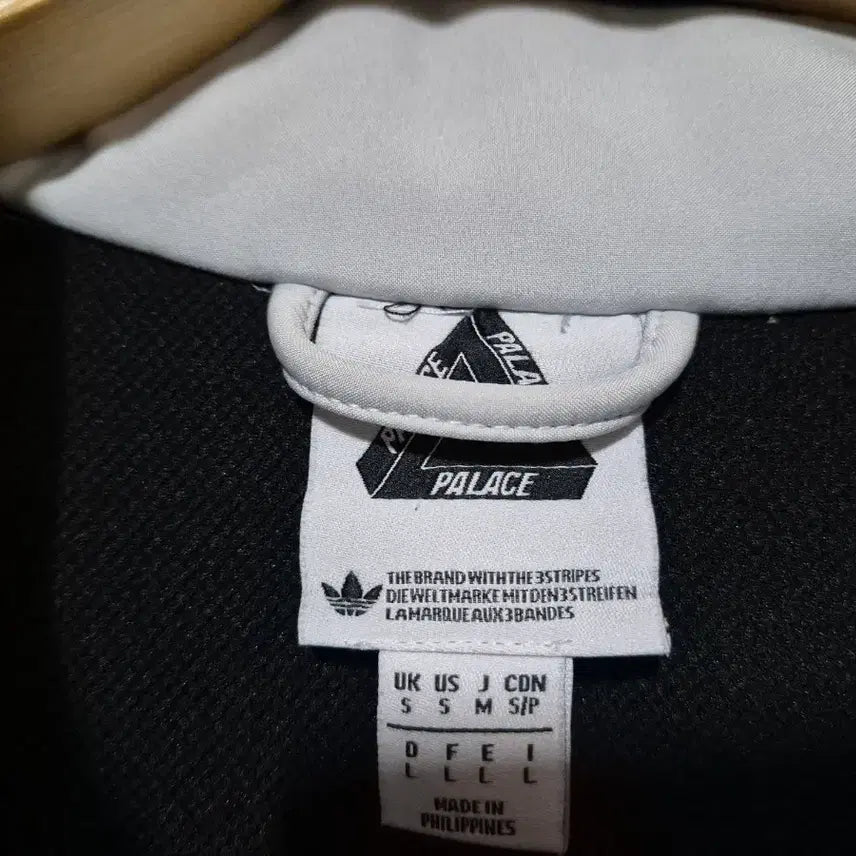 PALA
PALACE
THE BRAND WITH THE 3 STRIPES
DIE WELTMARKE MIT DEN 3 STREIFEN
LA MARQUE AUX 3 BANDES
UK US J CDN
S S M S/P
D F E I
L L L L
MADE IN
PHILIPPINES